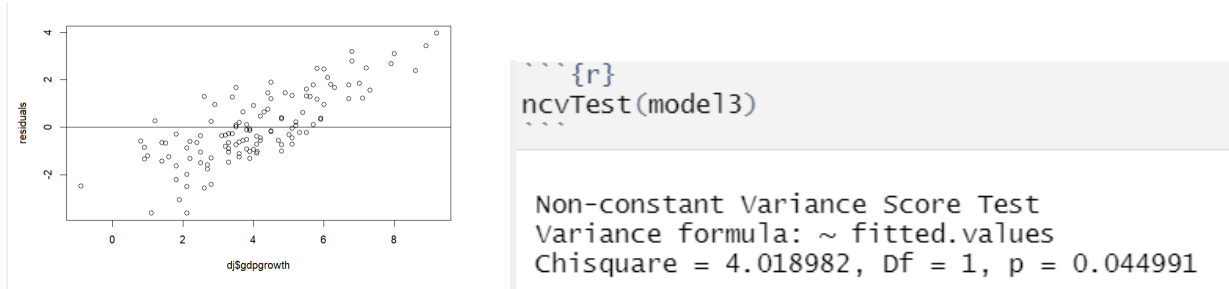 4
2
0
-2
residuals
0
2
4
6
8
dj$gdpgrowth
```{r}
ncvTest(model3)
```
Non-constant Variance Score Test
Variance formula: ~ fitted.values
Chisquare = 4.018982, Df = 1, p = 0.044991